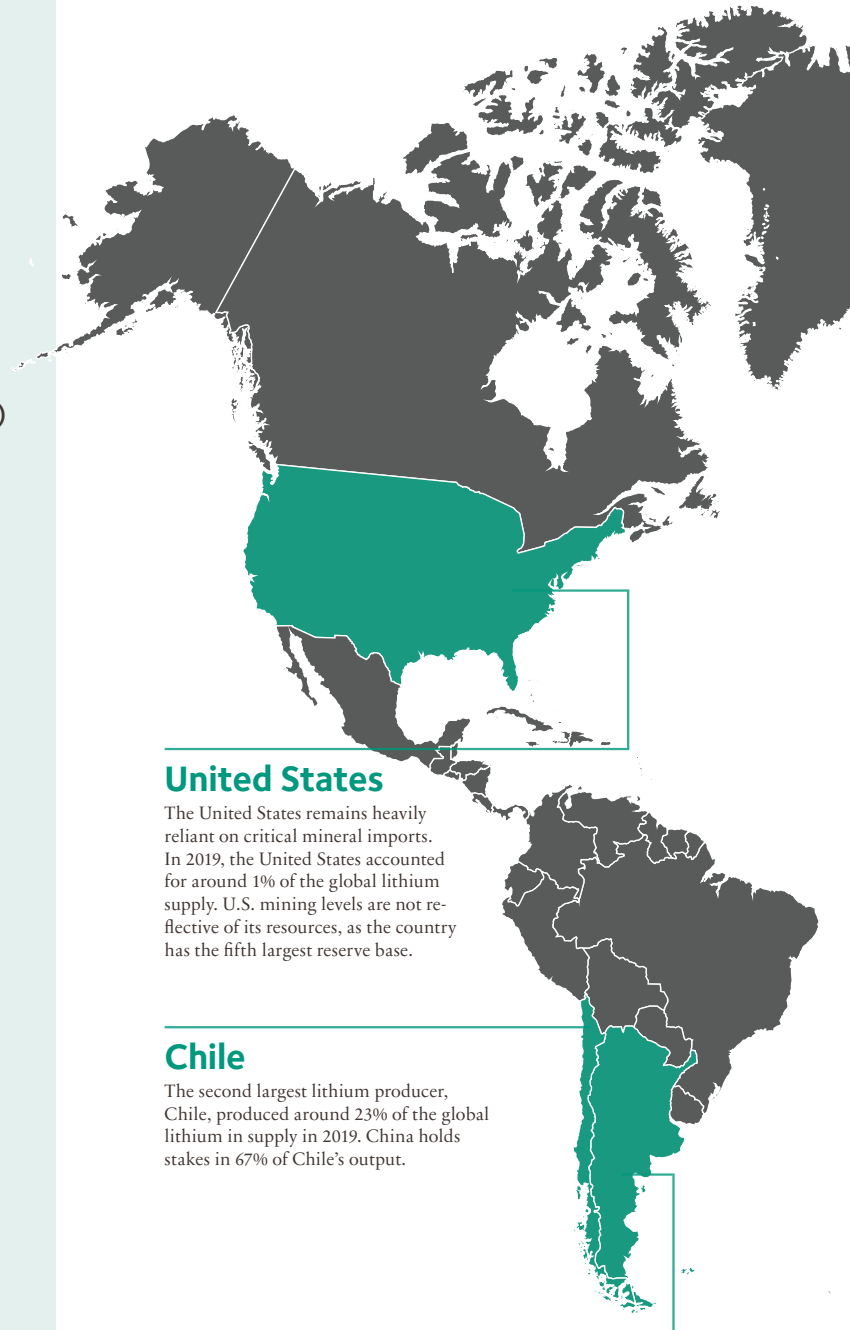 )
United States
The United States remains heavily
reliant on critical mineral imports.
In 2019, the United States accounted
for around 1% of the global lithium
supply. U.S. mining levels are not re-
flective of its resources, as the country
has the fifth largest reserve base.
Chile
The second largest lithium producer,
Chile, produced around 23% of the global
lithium in supply in 2019. China holds
stakes in 67% of Chile’s output.